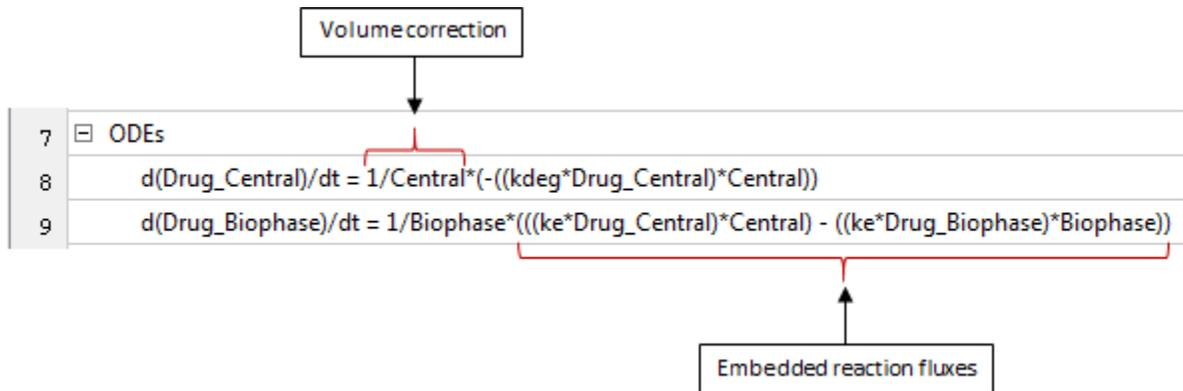 Volume correction
7 ODEs
8 d(Drug_Central)/dt = 1/Central*(-((kdeg*Drug_Central)*Central))
9 d(Drug_Biophase)/dt = 1/Biophase*(((ke*Drug_Central)*Central) - ((ke*Drug_Biophase)*Biophase))
Embedded reaction fluxes